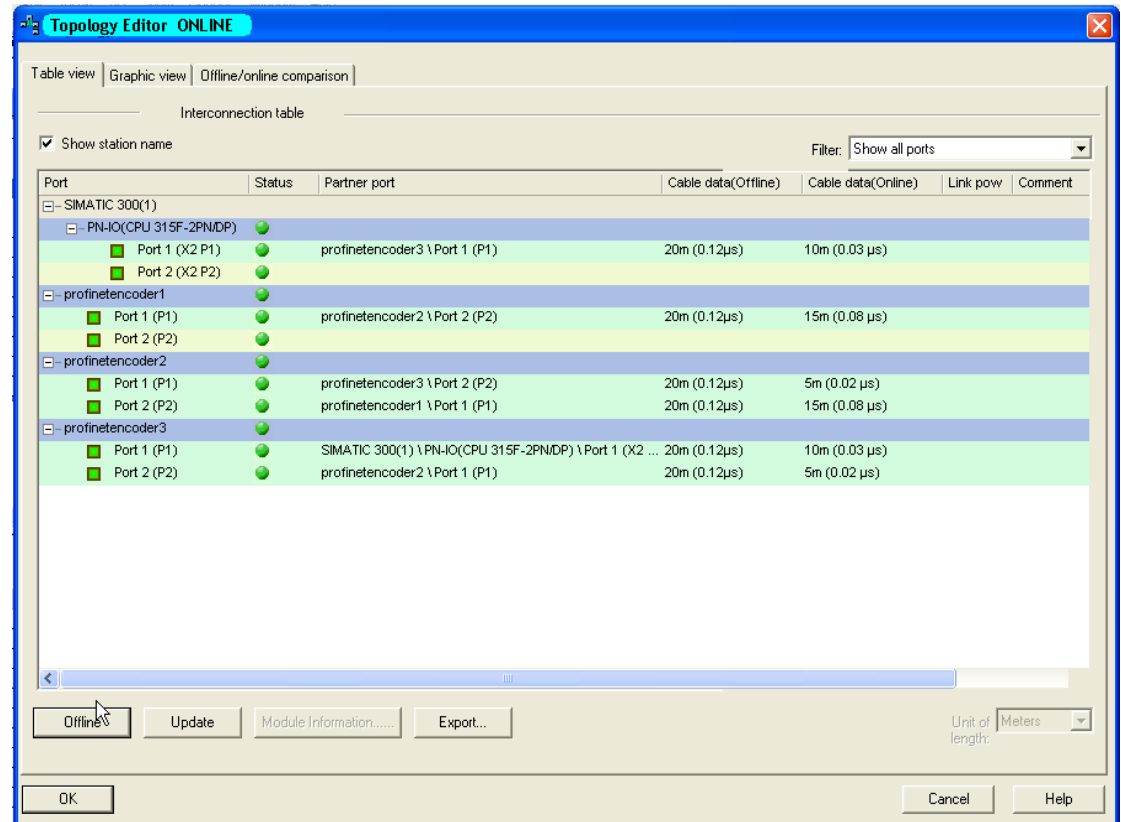 Topology Editor ONLINE
Table view Graphic view Offline/online comparison
Interconnection table
Show station name
Filter: Show all ports
Port Status Partner port Cable data(Offline) Cable data(Online) Link pow Comment
SIMATIC 300(1)
PN-IO(CPU 315F-2PN/DP)
Port 1 (X2 P1) profinetencoder3 \ Port 1 (P1) 20m (0.12µs) 10m (0.03 µs)
Port 2 (X2 P2)
profinetencoder1
Port 1 (P1) profinetencoder2 \ Port 2 (P2) 20m (0.12µs) 15m (0.08 µs)
Port 2 (P2)
profinetencoder2
Port 1 (P1) profinetencoder3 \ Port 2 (P2) 20m (0.12µs) 5m (0.02 µs)
Port 2 (P2) profinetencoder1 \ Port 1 (P1) 20m (0.12µs) 15m (0.08 µs)
profinetencoder3
Port 1 (P1) SIMATIC 300(1) \ PN-IO(CPU 315F-2PN/DP) \ Port 1 (X2 ... 20m (0.12µs) 10m (0.03 µs)
Port 2 (P2) profinetencoder2 \ Port 1 (P1) 20m (0.12µs) 5m (0.02 µs)
Offline Update Module Information...... Export... Unit of length: Meters
OK Cancel Help